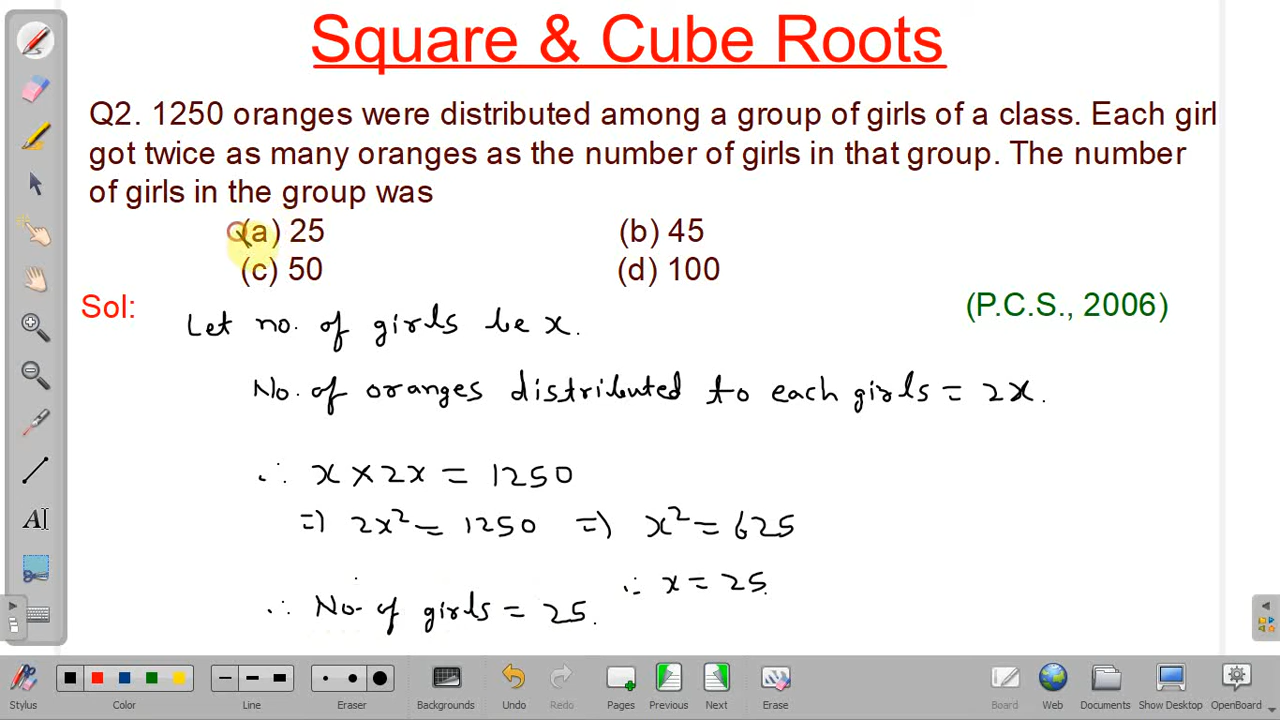 Square & Cube Roots
Q2. 1250 oranges were distributed among a group of girls of a class. Each girl
got twice as many oranges as the number of girls in that group. The number
of girls in the group was
(a) 25 (b) 45
(c) 50 (d) 100
Sol: (P.C.S., 2006)
Let no. of girls be x.
No. of oranges distributed to each girls = 2x.
∴ x × 2x = 1250
⇒ 2x² = 1250 ⇒ x² = 625
∴ x = 25.
∴ No. of girls = 25.
Stylus Color Line Eraser Backgrounds Undo Redo Pages Previous Next Erase Board Web Documents Show Desktop OpenBoard